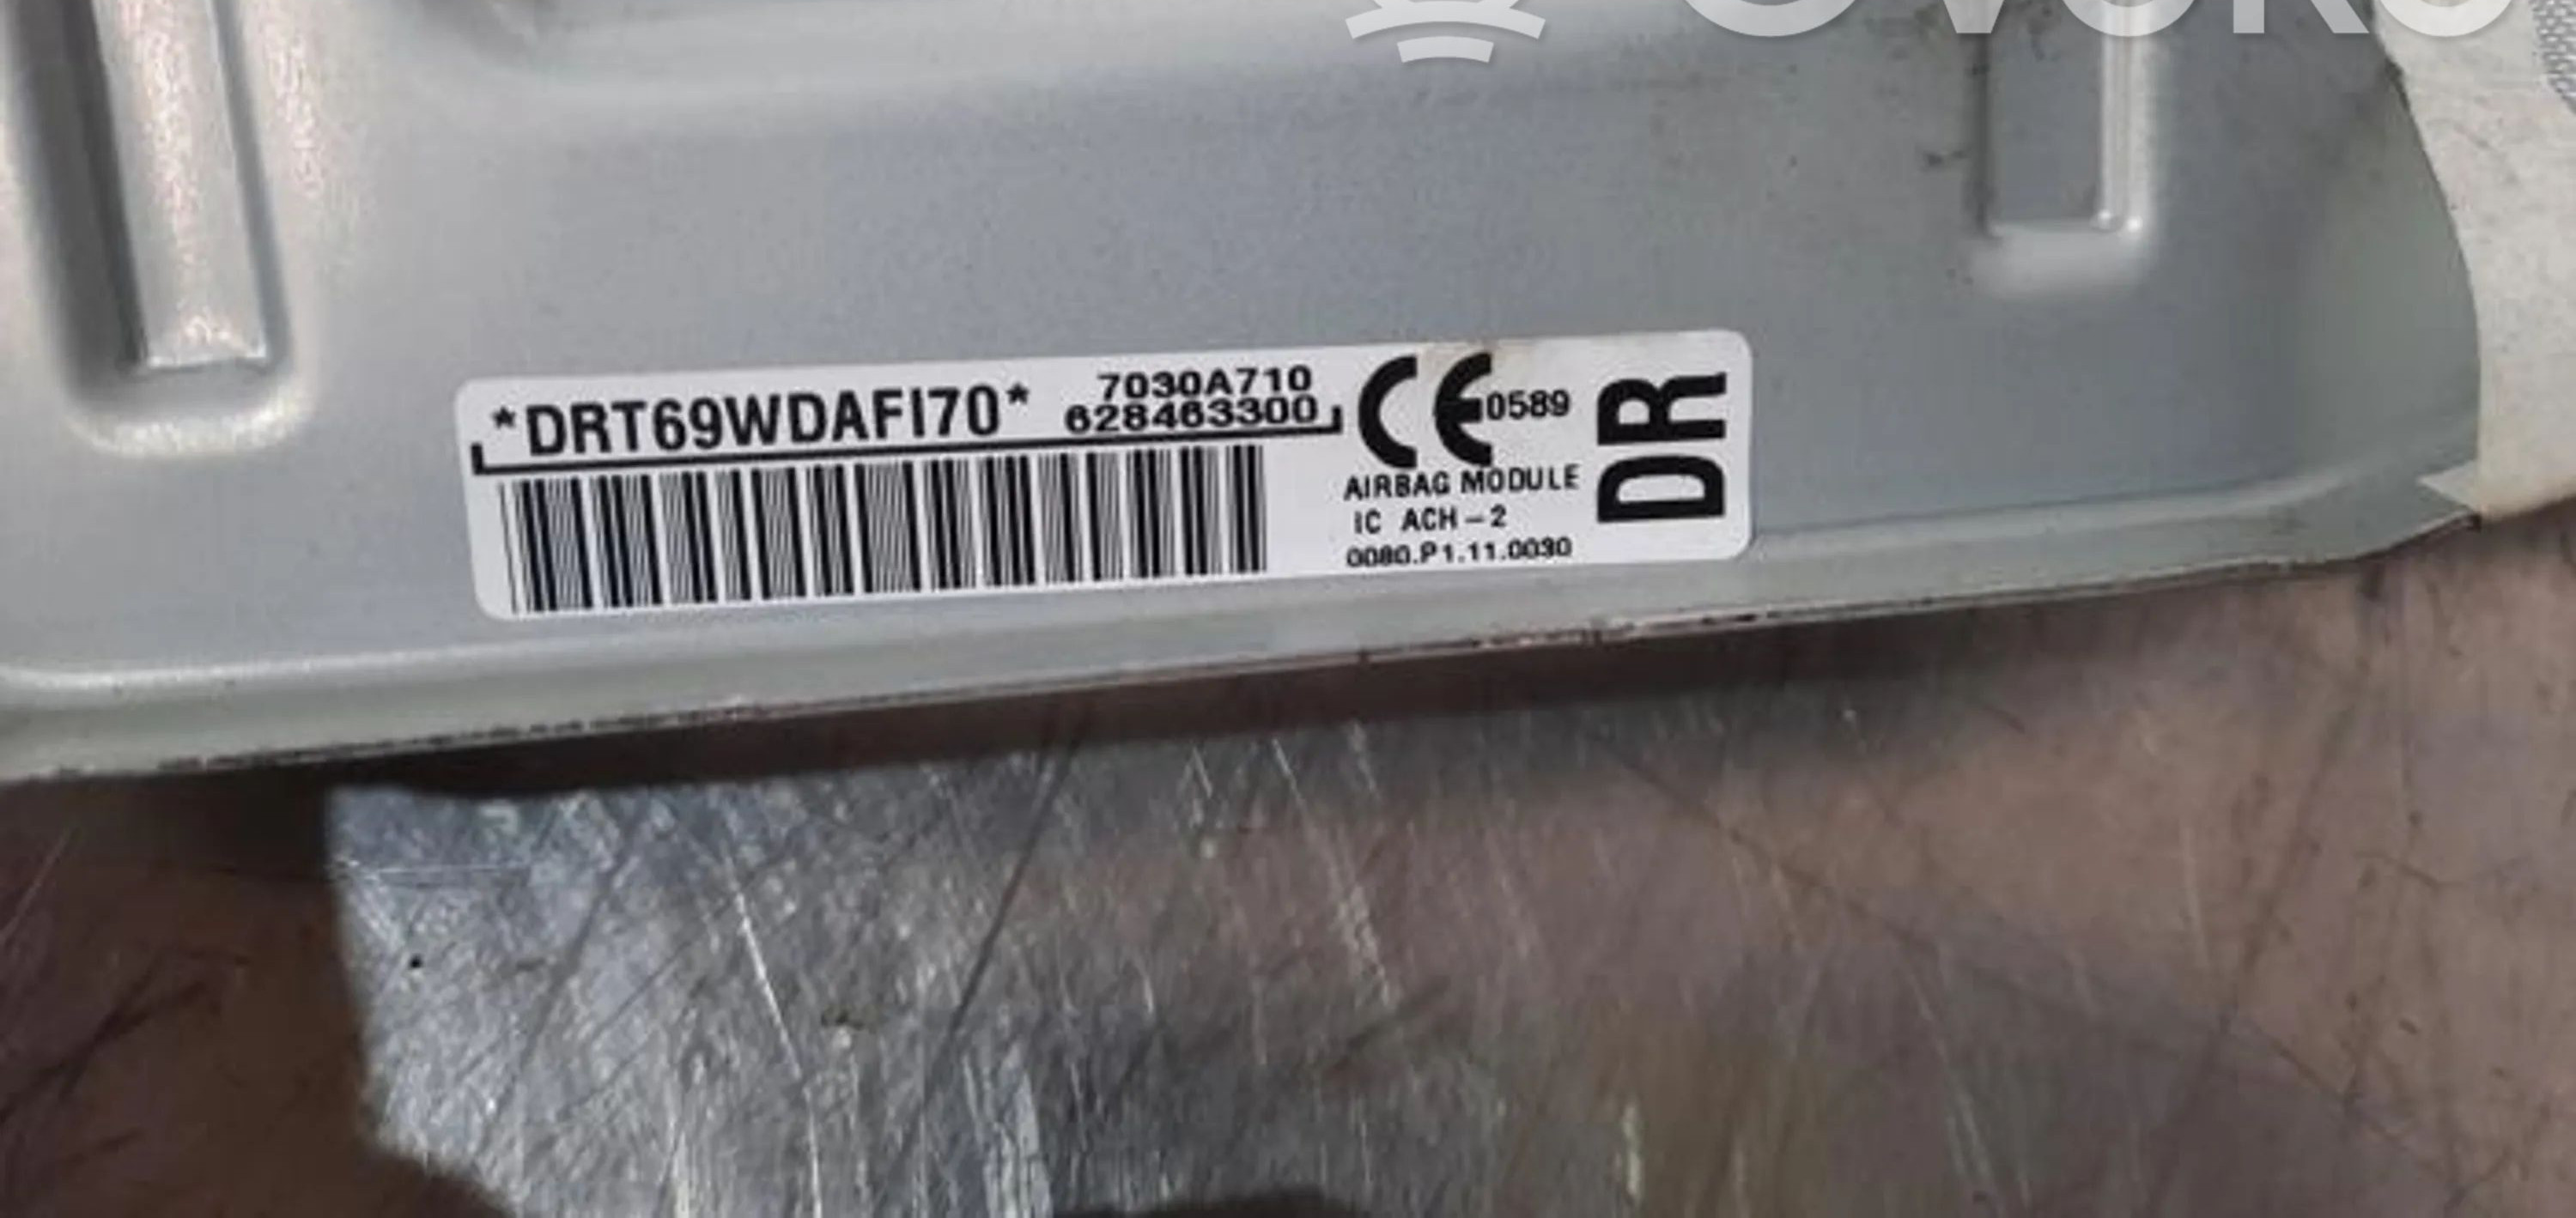 *DRT69WDAFI70*
7030A710
628463300
CE 0589
AIRBAG MODULE
IC ACH-2
0080.P1.11.0030
DR